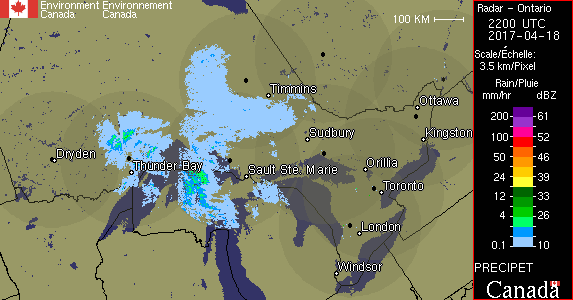 Environment Environnement
Canada Canada
100 KM
Timmins
Ottawa
Sudbury
Kingston
Dryden
Thunder Bay
Sault Ste. Marie
Orillia
Toronto
London
Windsor
Radar - Ontario
2200 UTC
2017-04-18
Scale/Échelle:
3.5 km/Pixel
Rain/Pluie
mm/hr dBZ
200 61
100 52
50 46
24 39
12 33
4 26
0.1 10
PRECIPET
Canada